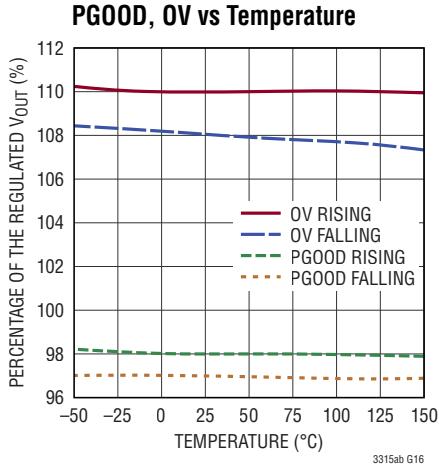 PGOOD, OV vs Temperature
PERCENTAGE OF THE REGULATED VOUT (%)
112
110
108
106
104
102
100
98
96
OV RISING
OV FALLING
PGOOD RISING
PGOOD FALLING
–50 –25 0 25 50 75 100 125 150
TEMPERATURE (°C)
3315ab G16